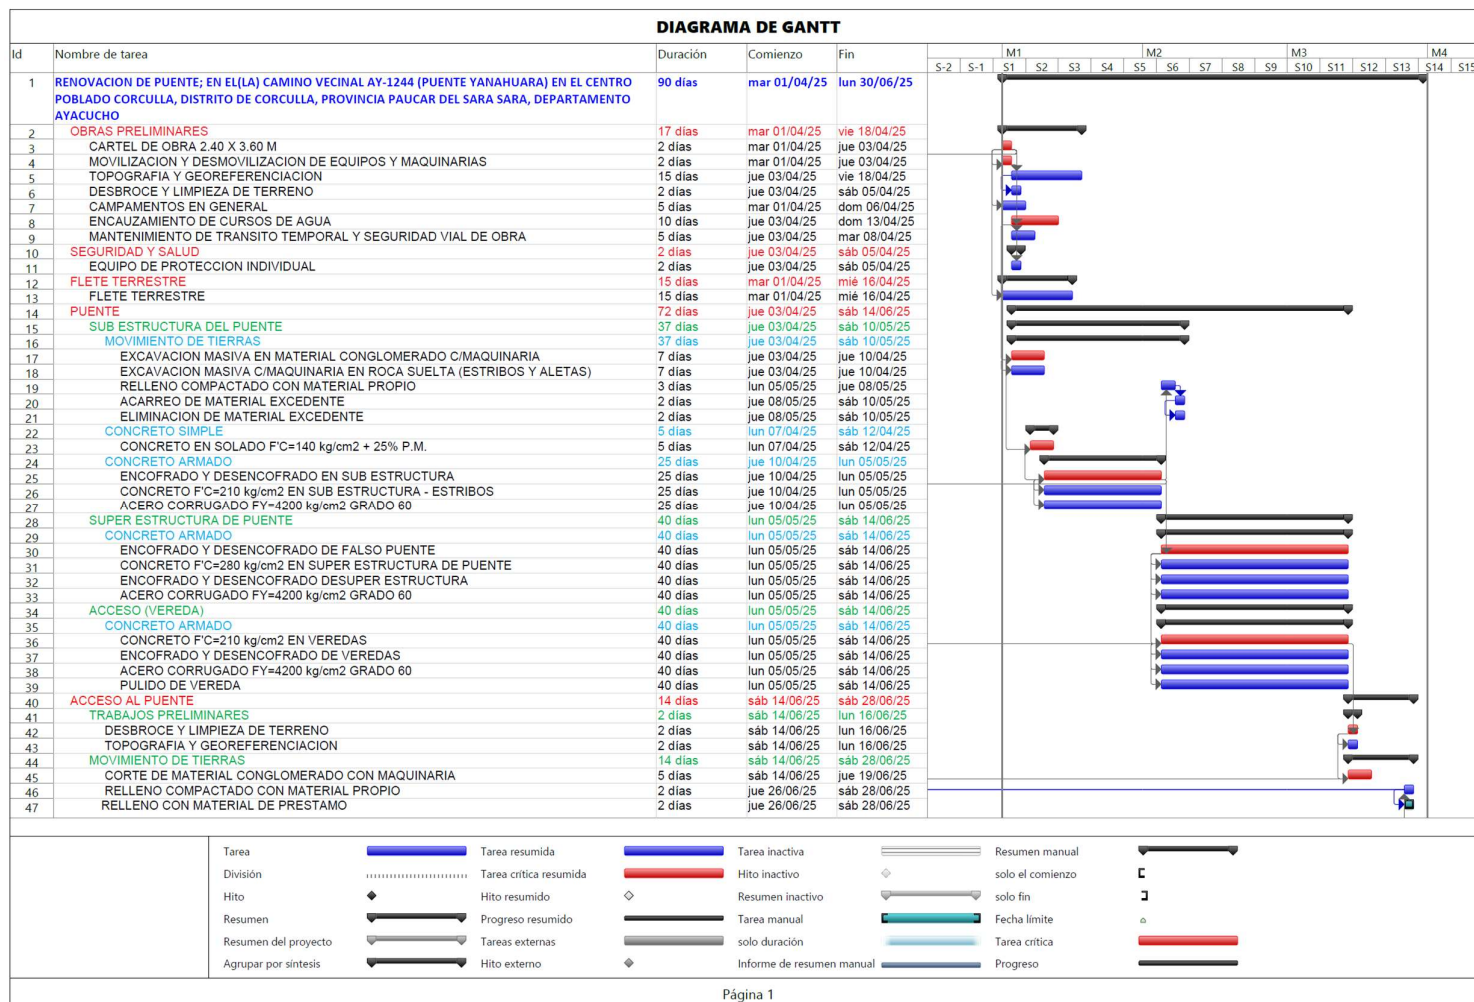 DIAGRAMA DE GANTT
Id Nombre de tarea Duración Comienzo Fin M1 M2 M3 M4
S-2 S-1 S1 S2 S3 S4 S5 S6 S7 S8 S9 S10 S11 S12 S13 S14 S15
1 RENOVACION DE PUENTE; EN EL(LA) CAMINO VECINAL AY-1244 (PUENTE YANAHUARA) EN EL CENTRO 90 días mar 01/04/25 lun 30/06/25
POBLADO CORCULLA, DISTRITO DE CORCULLA, PROVINCIA PAUCAR DEL SARA SARA, DEPARTAMENTO
AYACUCHO
2 OBRAS PRELIMINARES 17 días mar 01/04/25 vie 18/04/25
3 CARTEL DE OBRA 2.40 X 3.60 M 2 días mar 01/04/25 jue 03/04/25
4 MOVILIZACION Y DESMOVILIZACION DE EQUIPOS Y MAQUINARIAS 2 días mar 01/04/25 jue 03/04/25
5 TOPOGRAFIA Y GEOREFERENCIACION 15 días jue 03/04/25 vie 18/04/25
6 DESBROCE Y LIMPIEZA DE TERRENO 2 días jue 03/04/25 sáb 05/04/25
7 CAMPAMENTOS EN GENERAL 5 días mar 01/04/25 dom 06/04/25
8 ENCAUZAMIENTO DE CURSOS DE AGUA 10 días jue 03/04/25 dom 13/04/25
9 MANTENIMIENTO DE TRANSITO TEMPORAL Y SEGURIDAD VIAL DE OBRA 5 días jue 03/04/25 mar 08/04/25
10 SEGURIDAD Y SALUD 2 días jue 03/04/25 sáb 05/04/25
11 EQUIPO DE PROTECCION INDIVIDUAL 2 días jue 03/04/25 sáb 05/04/25
12 FLETE TERRESTRE 15 días mar 01/04/25 mié 16/04/25
13 FLETE TERRESTRE 15 días mar 01/04/25 mié 16/04/25
14 PUENTE 72 días jue 03/04/25 sáb 14/06/25
15 SUB ESTRUCTURA DEL PUENTE 37 días jue 03/04/25 sáb 10/05/25
16 MOVIMIENTO DE TIERRAS 37 días jue 03/04/25 sáb 10/05/25
17 EXCAVACION MASIVA EN MATERIAL CONGLOMERADO C/MAQUINARIA 7 días jue 03/04/25 jue 10/04/25
18 EXCAVACION MASIVA C/MAQUINARIA EN ROCA SUELTA (ESTRIBOS Y ALETAS) 7 días jue 03/04/25 jue 10/04/25
19 RELLENO COMPACTADO CON MATERIAL PROPIO 3 días lun 05/05/25 jue 08/05/25
20 ACARREO DE MATERIAL EXCEDENTE 2 días jue 08/05/25 sáb 10/05/25
21 ELIMINACION DE MATERIAL EXCEDENTE 2 días jue 08/05/25 sáb 10/05/25
22 CONCRETO SIMPLE 5 días lun 07/04/25 sáb 12/04/25
23 CONCRETO EN SOLADO F'C=140 kg/cm2 + 25% P.M. 5 días lun 07/04/25 sáb 12/04/25
24 CONCRETO ARMADO 25 días jue 10/04/25 lun 05/05/25
25 ENCOFRADO Y DESENCOFRADO EN SUB ESTRUCTURA 25 días jue 10/04/25 lun 05/05/25
26 CONCRETO F'C=210 kg/cm2 EN SUB ESTRUCTURA - ESTRIBOS 25 días jue 10/04/25 lun 05/05/25
27 ACERO CORRUGADO FY=4200 kg/cm2 GRADO 60 25 días jue 10/04/25 lun 05/05/25
28 SUPER ESTRUCTURA DE PUENTE 40 días lun 05/05/25 sáb 14/06/25
29 CONCRETO ARMADO 40 días lun 05/05/25 sáb 14/06/25
30 ENCOFRADO Y DESENCOFRADO DE FALSO PUENTE 40 días lun 05/05/25 sáb 14/06/25
31 CONCRETO F'C=280 kg/cm2 EN SUPER ESTRUCTURA DE PUENTE 40 días lun 05/05/25 sáb 14/06/25
32 ENCOFRADO Y DESENCOFRADO DESUPER ESTRUCTURA 40 días lun 05/05/25 sáb 14/06/25
33 ACERO CORRUGADO FY=4200 kg/cm2 GRADO 60 40 días lun 05/05/25 sáb 14/06/25
34 ACCESO (VEREDA) 40 días lun 05/05/25 sáb 14/06/25
35 CONCRETO ARMADO 40 días lun 05/05/25 sáb 14/06/25
36 CONCRETO F'C=210 kg/cm2 EN VEREDAS 40 días lun 05/05/25 sáb 14/06/25
37 ENCOFRADO Y DESENCOFRADO DE VEREDAS 40 días lun 05/05/25 sáb 14/06/25
38 ACERO CORRUGADO FY=4200 kg/cm2 GRADO 60 40 días lun 05/05/25 sáb 14/06/25
39 PULIDO DE VEREDA 40 días lun 05/05/25 sáb 14/06/25
40 ACCESO AL PUENTE 14 días sáb 14/06/25 sáb 28/06/25
41 TRABAJOS PRELIMINARES 2 días sáb 14/06/25 lun 16/06/25
42 DESBROCE Y LIMPIEZA DE TERRENO 2 días sáb 14/06/25 lun 16/06/25
43 TOPOGRAFIA Y GEOREFERENCIACION 2 días sáb 14/06/25 lun 16/06/25
44 MOVIMIENTO DE TIERRAS 14 días sáb 14/06/25 sáb 28/06/25
45 CORTE DE MATERIAL CONGLOMERADO CON MAQUINARIA 5 días sáb 14/06/25 jue 19/06/25
46 RELLENO COMPACTADO CON MATERIAL PROPIO 2 días jue 26/06/25 sáb 28/06/25
47 RELLENO CON MATERIAL DE PRESTAMO 2 días jue 26/06/25 sáb 28/06/25
Tarea Tarea resumida Tarea inactiva Resumen manual
División Tarea crítica resumida Hito inactivo solo el comienzo
Hito Hito resumido Resumen inactivo solo fin
Resumen Progreso resumido Tarea manual Fecha límite
Resumen del proyecto Tareas externas solo duración Tarea crítica
Agrupar por síntesis Hito externo Informe de resumen manual Progreso
Página 1